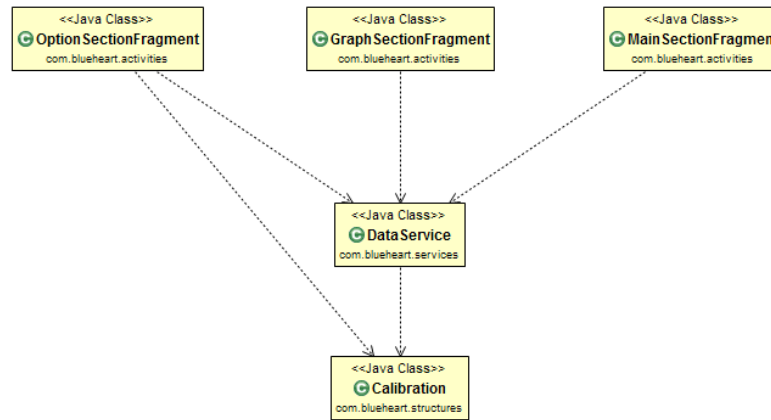 <<Java Class>>
OptionSectionFragment
com.blueheart.activities
<<Java Class>>
GraphSectionFragment
com.blueheart.activities
<<Java Class>>
MainSectionFragment
com.blueheart.activities
<<Java Class>>
DataService
com.blueheart.services
<<Java Class>>
Calibration
com.blueheart.structures